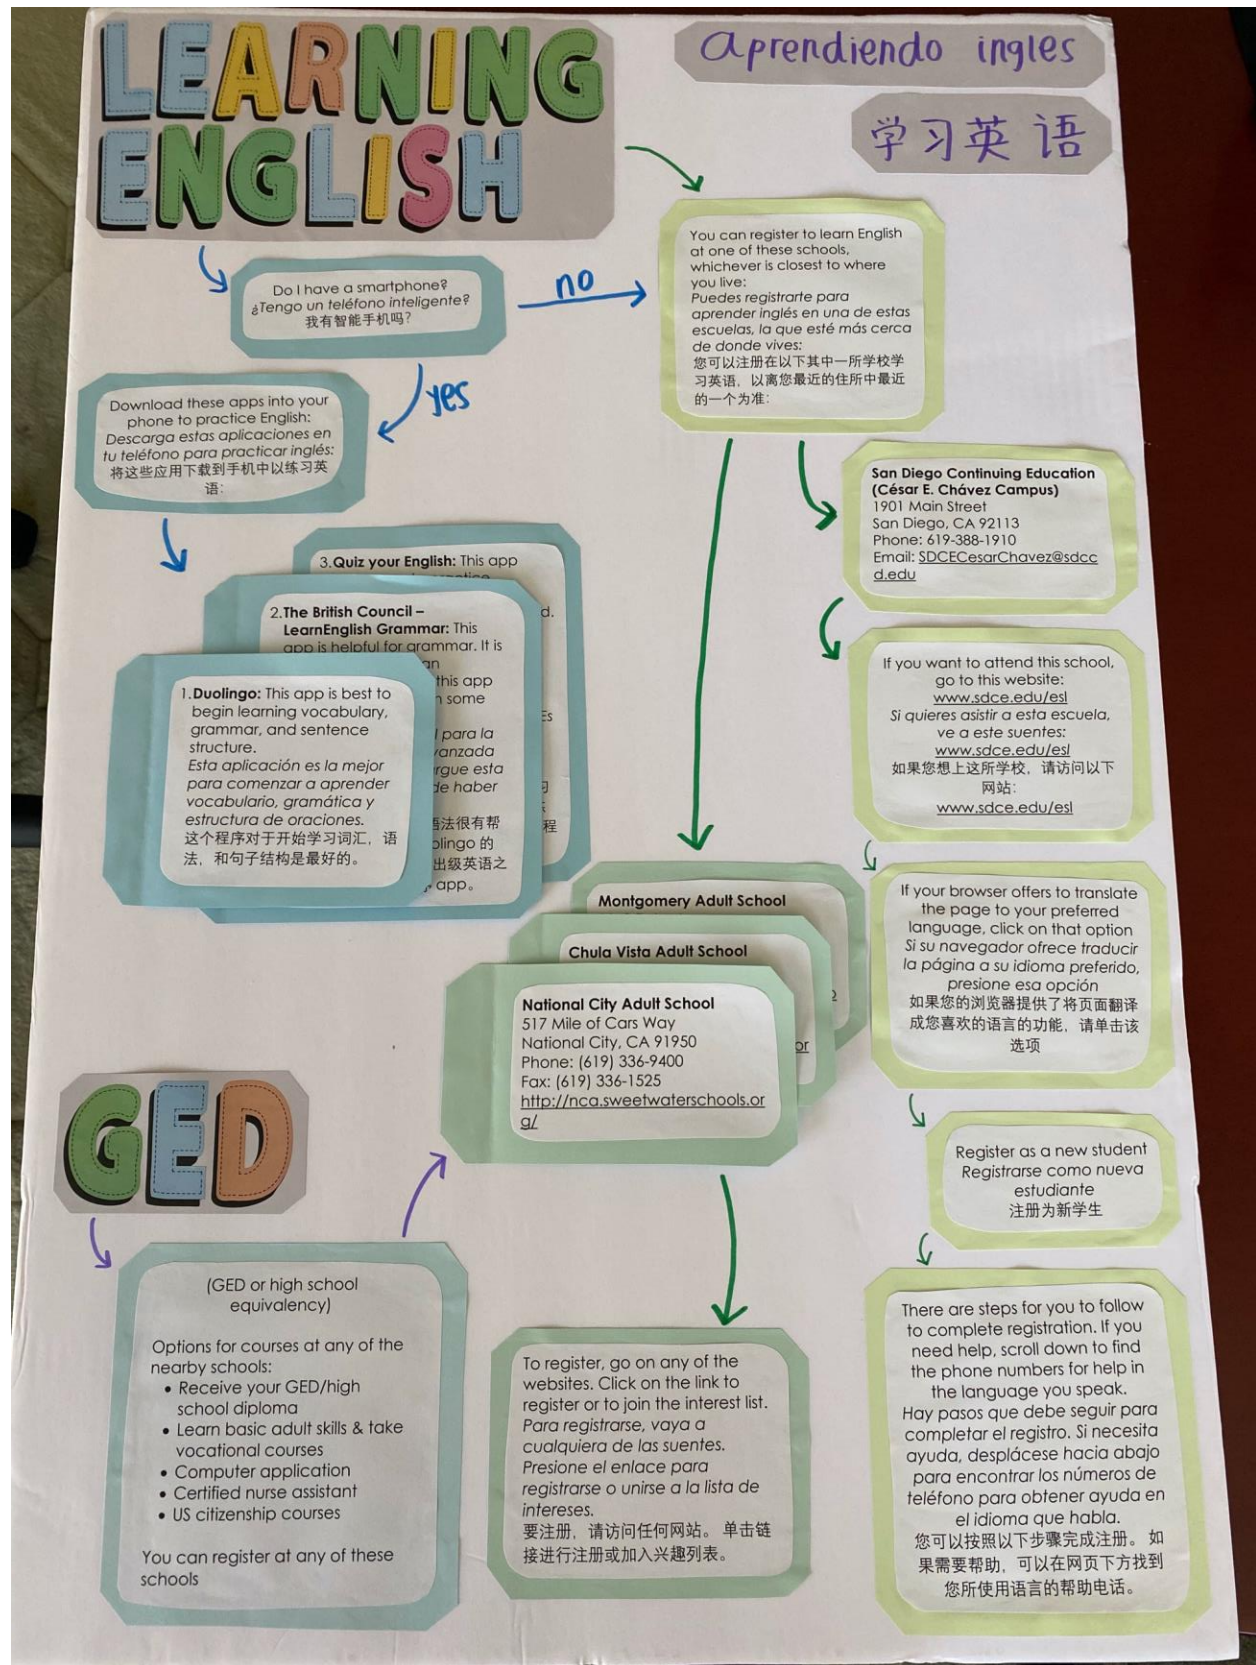 LEARNING
ENGLISH
aprendiendo ingles
学习英语
Do I have a smartphone?
¿Tengo un teléfono inteligente?
我有智能手机吗?
no
yes
You can register to learn English
at one of these schools,
whichever is closest to where
you live:
Puedes registrarte para
aprender inglés en una de estas
escuelas, la que esté más cerca
de donde vives:
您可以注册在以下其中一所学校学
习英语，以离您最近的住所中最近
的一个为准:
Download these apps into your
phone to practice English:
Descarga estas aplicaciones en
tu teléfono para practicar inglés:
将这些应用下载到手机中以练习英
语:
3. Quiz your English: This app
d.
Es
习
程
2. The British Council –
LearnEnglish Grammar: This
app is helpful for grammar. It is
an
this app
some
para la
vanzada
rgue esta
de haber
语法很有帮
olingo 的
出级英语之
app。
1. Duolingo: This app is best to
begin learning vocabulary,
grammar, and sentence
structure.
Esta aplicación es la mejor
para comenzar a aprender
vocabulario, gramática y
estructura de oraciones.
这个程序对于开始学习词汇，语
法，和句子结构是最好的。
San Diego Continuing Education
(César E. Chávez Campus)
1901 Main Street
San Diego, CA 92113
Phone: 619-388-1910
Email: SDCECesarChavez@sdcc
d.edu
If you want to attend this school,
go to this website:
www.sdce.edu/esl
Si quieres asistir a esta escuela,
ve a este suentes:
www.sdce.edu/esl
如果您想上这所学校，请访问以下
网站:
www.sdce.edu/esl
If your browser offers to translate
the page to your preferred
language, click on that option
Si su navegador ofrece traducir
la página a su idioma preferido,
presione esa opción
如果您的浏览器提供了将页面翻译
成您喜欢的语言的功能，请单击该
选项
Register as a new student
Registrarse como nueva
estudiante
注册为新学生
There are steps for you to follow
to complete registration. If you
need help, scroll down to find
the phone numbers for help in
the language you speak.
Hay pasos que debe seguir para
completar el registro. Si necesita
ayuda, desplácese hacia abajo
para encontrar los números de
teléfono para obtener ayuda en
el idioma que habla.
您可以按照以下步骤完成注册。 如
果需要帮助，可以在网页下方找到
您所使用语言的帮助电话。
Montgomery Adult School
Chula Vista Adult School
or
National City Adult School
517 Mile of Cars Way
National City, CA 91950
Phone: (619) 336-9400
Fax: (619) 336-1525
http://nca.sweetwaterschools.or
g/
To register, go on any of the
websites. Click on the link to
register or to join the interest list.
Para registrarse, vaya a
cualquiera de las suentes.
Presione el enlace para
registrarse o unirse a la lista de
intereses.
要注册，请访问任何网站。 单击链
接进行注册或加入兴趣列表。
GED
(GED or high school
equivalency)
Options for courses at any of the
nearby schools:
• Receive your GED/high
school diploma
• Learn basic adult skills & take
vocational courses
• Computer application
• Certified nurse assistant
• US citizenship courses
You can register at any of these
schools